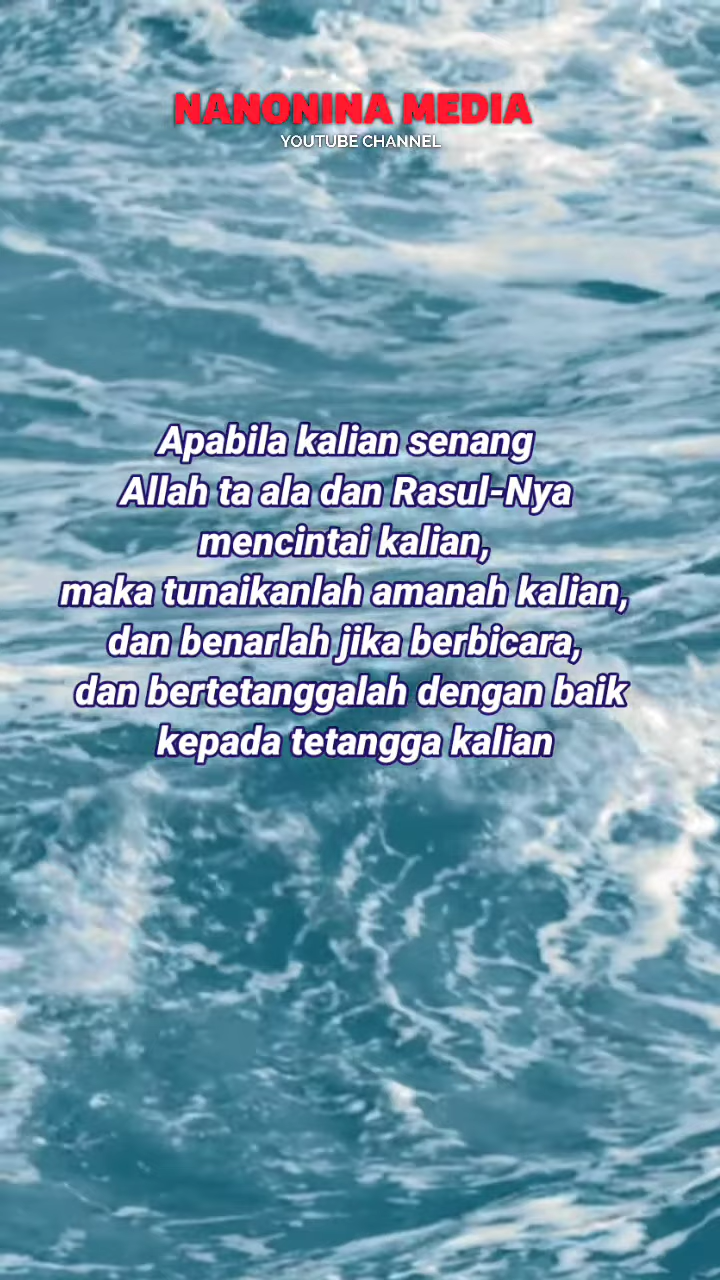 NANONINA MEDIA
YOUTUBE CHANNEL
Apabila kalian senang
Allah ta ala dan Rasul-Nya
mencintai kalian,
maka tunaikanlah amanah kalian,
dan benarlah jika berbicara,
dan bertetanggalah dengan baik
kepada tetangga kalian